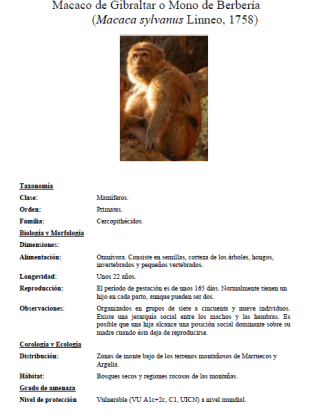 Macaco de Gibraltar o Mono de Berbería
(Macaca sylvanus Linneo, 1758)
Taxonomía
Clase: Mamíferos.
Orden: Primates.
Familia: Cercopithécidos.
Biología y Morfología
Dimensiones:
Alimentación: Omnívora. Consiste en semillas, corteza de los árboles, hongos,
invertebrados y pequeños vertebrados.
Longevidad: Unos 22 años.
Reproducción: El período de gestación es de unos 165 días. Normalmente tienen un
hijo en cada parto, aunque pueden ser dos.
Observaciones: Organizados en grupos de siete a cincuenta y nueve individuos.
Existe una jerarquía social entre los machos y las hembras. Es
posible que una hija alcance una posición social dominante sobre su
madre cuando ésta deja de reproducirse.
Corología y Ecología
Distribución: Zonas de monte bajo de los terrenos montañosos de Marruecos y
Argelia.
Hábitat: Bosques secos y regiones rocosas de las montañas.
Grado de amenaza
Nivel de protección Vulnerable (VU A1c+2c, C1, UICN) a nivel mundial.